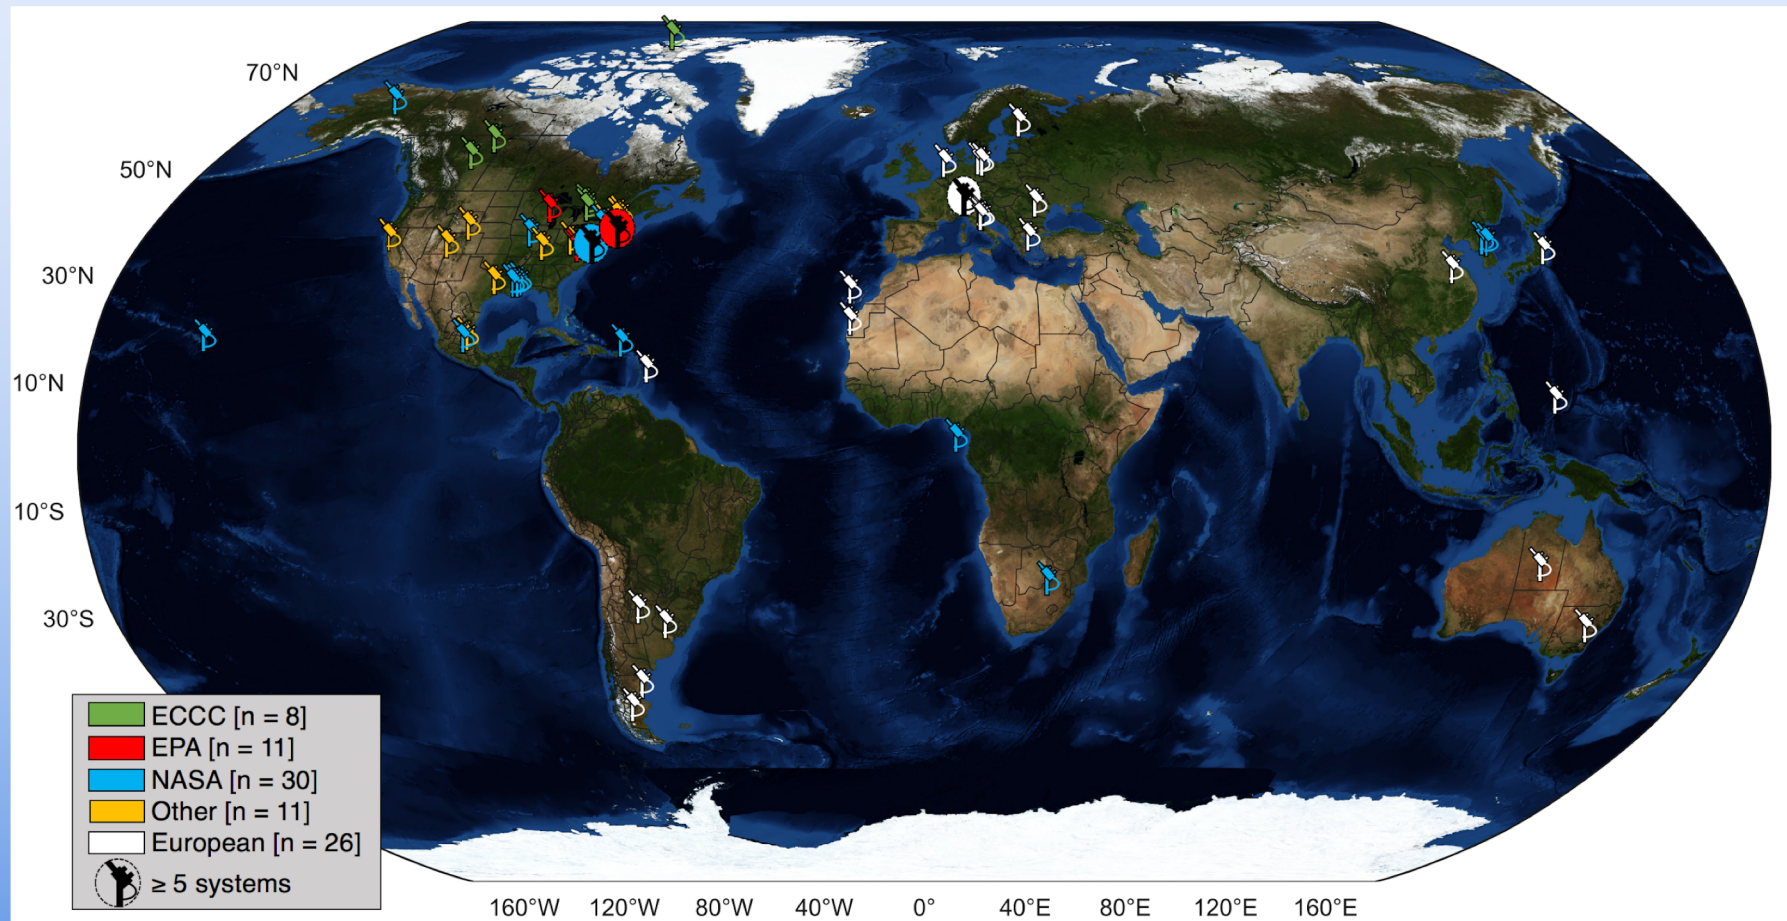 70°N
50°N
30°N
10°N
10°S
30°S
ECCC [n = 8]
EPA [n = 11]
NASA [n = 30]
Other [n = 11]
European [n = 26]
≥ 5 systems
160°W 120°W 80°W 40°W 0° 40°E 80°E 120°E 160°E